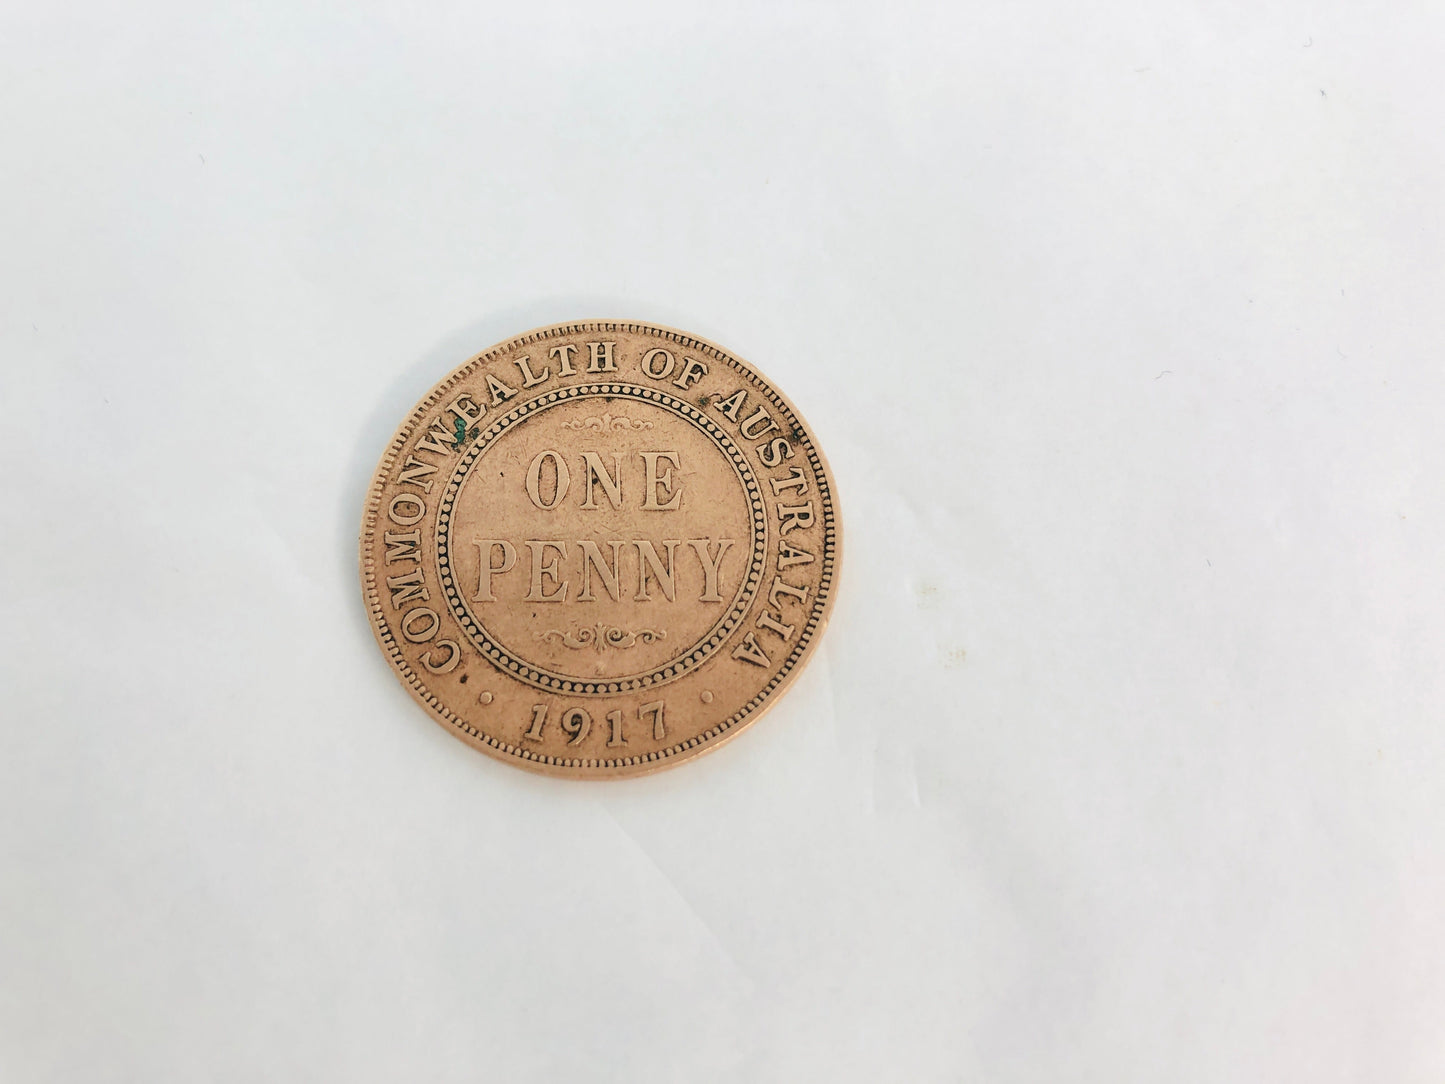 COMMONWEALTH OF AUSTRALIA
ONE
PENNY
· 1917 ·